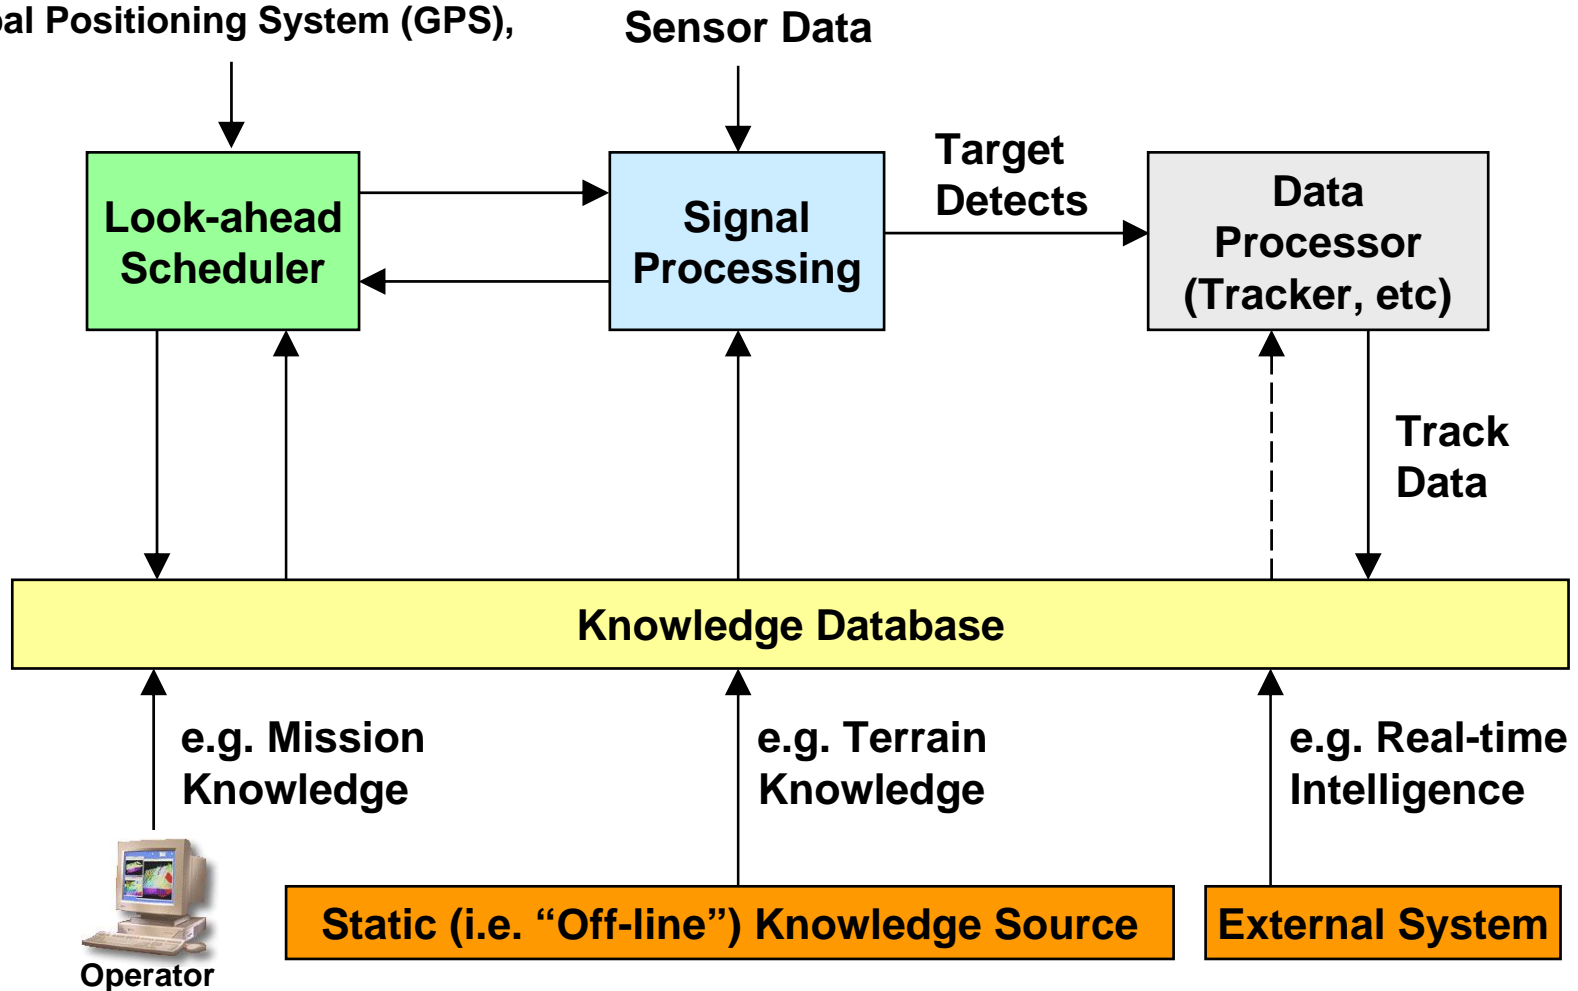 Positioning System (GPS),
Sensor Data
Target
Detects
Look-ahead
Scheduler
Signal
Processing
Data
Processor
(Tracker, etc)
Track
Data
Knowledge Database
e.g. Mission
Knowledge
e.g. Terrain
Knowledge
e.g. Real-time
Intelligence
Static (i.e. “Off-line”) Knowledge Source
External System
Operator